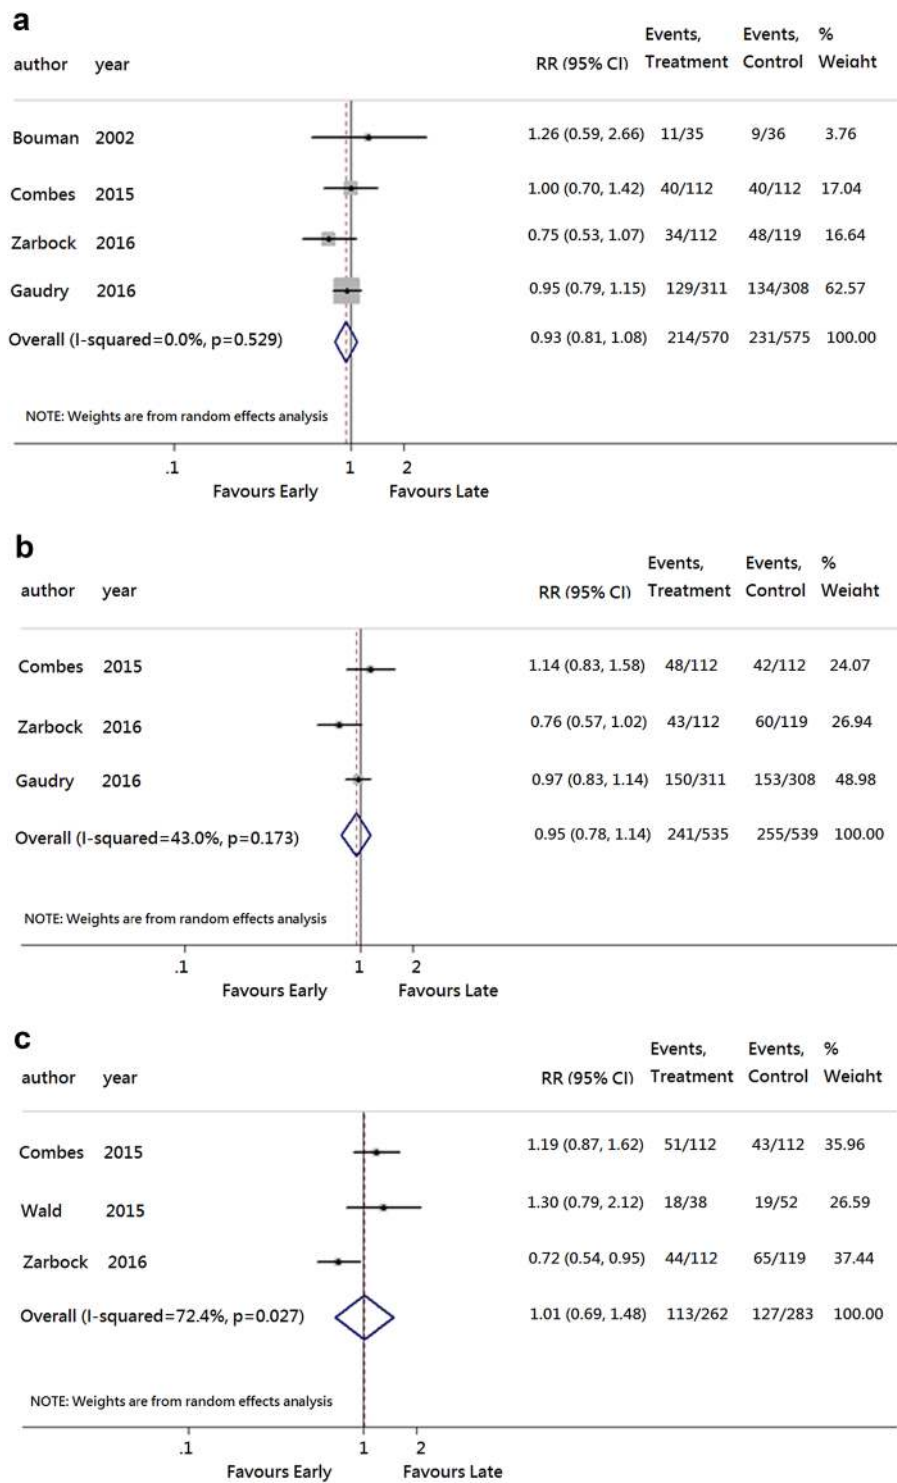 a
Events, Events, %
author year RR (95% CI) Treatment Control Weight
Bouman 2002 1.26 (0.59, 2.66) 11/35 9/36 3.76
Combes 2015 1.00 (0.70, 1.42) 40/112 40/112 17.04
Zarbock 2016 0.75 (0.53, 1.07) 34/112 48/119 16.64
Gaudry 2016 0.95 (0.79, 1.15) 129/311 134/308 62.57
Overall (I-squared=0.0%, p=0.529) 0.93 (0.81, 1.08) 214/570 231/575 100.00
NOTE: Weights are from random effects analysis
.1 1 2
Favours Early Favours Late
b
Events, Events, %
author year RR (95% CI) Treatment Control Weight
Combes 2015 1.14 (0.83, 1.58) 48/112 42/112 24.07
Zarbock 2016 0.76 (0.57, 1.02) 43/112 60/119 26.94
Gaudry 2016 0.97 (0.83, 1.14) 150/311 153/308 48.98
Overall (I-squared=43.0%, p=0.173) 0.95 (0.78, 1.14) 241/535 255/539 100.00
NOTE: Weights are from random effects analysis
.1 1 2
Favours Early Favours Late
c
Events, Events, %
author year RR (95% CI) Treatment Control Weight
Combes 2015 1.19 (0.87, 1.62) 51/112 43/112 35.96
Wald 2015 1.30 (0.79, 2.12) 18/38 19/52 26.59
Zarbock 2016 0.72 (0.54, 0.95) 44/112 65/119 37.44
Overall (I-squared=72.4%, p=0.027) 1.01 (0.69, 1.48) 113/262 127/283 100.00
NOTE: Weights are from random effects analysis
.1 1 2
Favours Early Favours Late